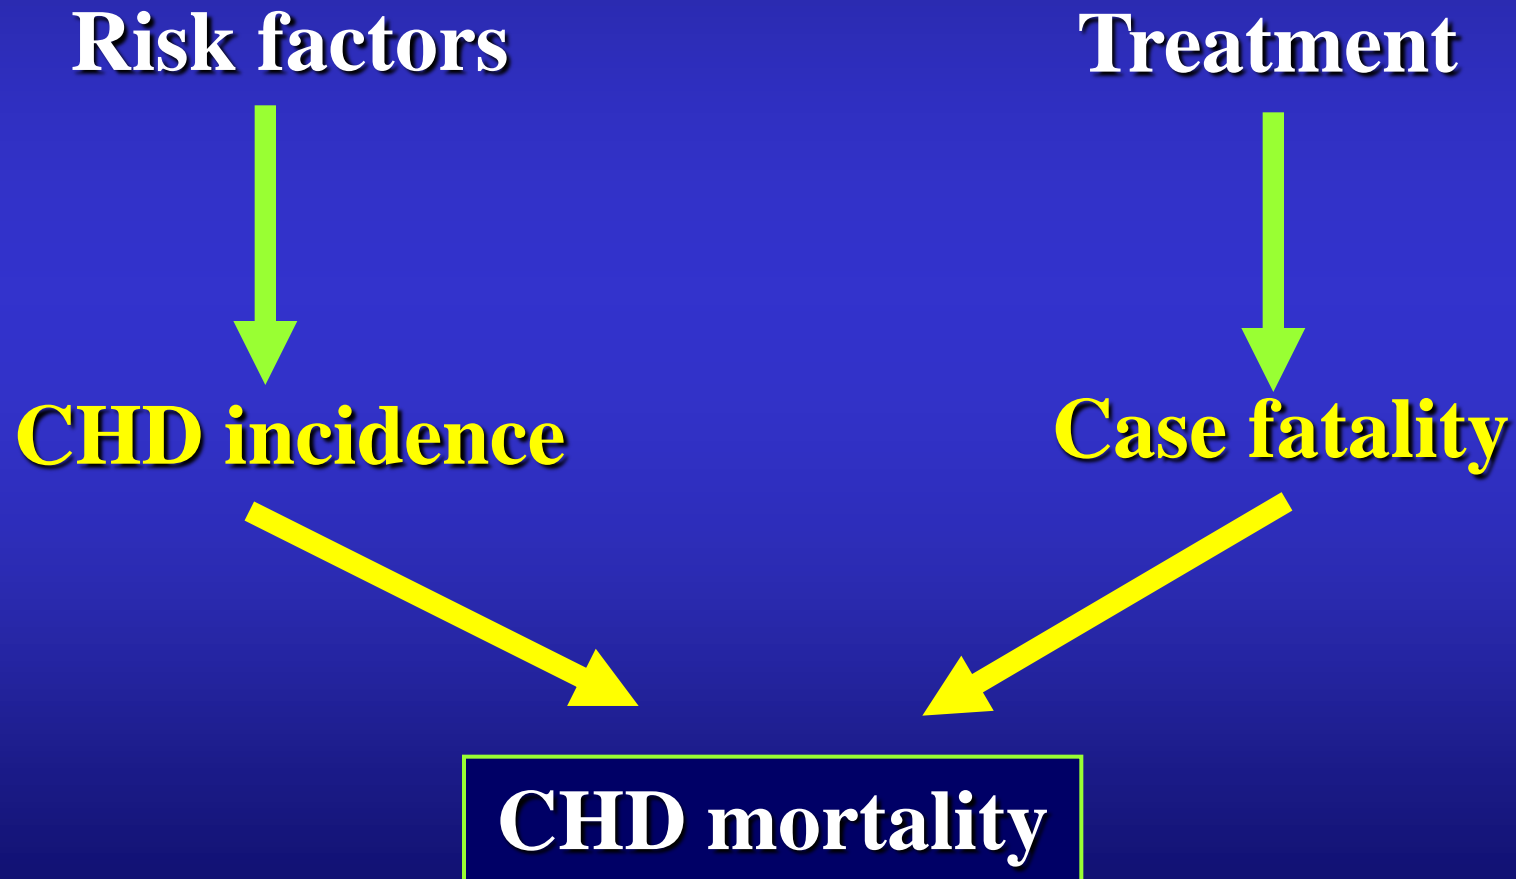 Risk factors
Treatment
CHD incidence
Case fatality
CHD mortality